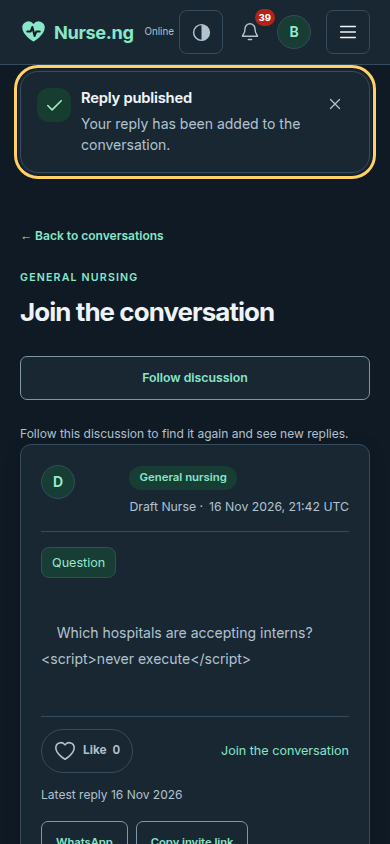 Nurse.ng
Online
39
B
Reply published
Your reply has been added to the
conversation.
← Back to conversations
GENERAL NURSING
Join the conversation
Follow discussion
Follow this discussion to find it again and see new replies.
D
General nursing
Draft Nurse · 16 Nov 2026, 21:42 UTC
Question
Which hospitals are accepting interns?
<script>never execute</script>
Like 0
Join the conversation
Latest reply 16 Nov 2026
WhatsApp
Copy invite link